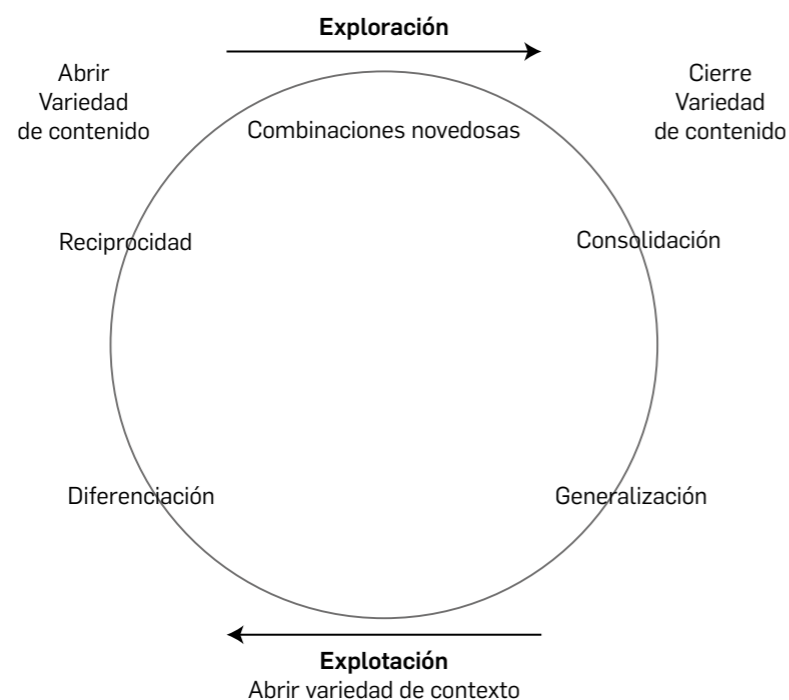 Exploración
Abrir
Variedad
de contenido
Cierre
Variedad
de contenido
Combinaciones novedosas
Reciprocidad
Consolidación
Diferenciación
Generalización
Explotación
Abrir variedad de contexto